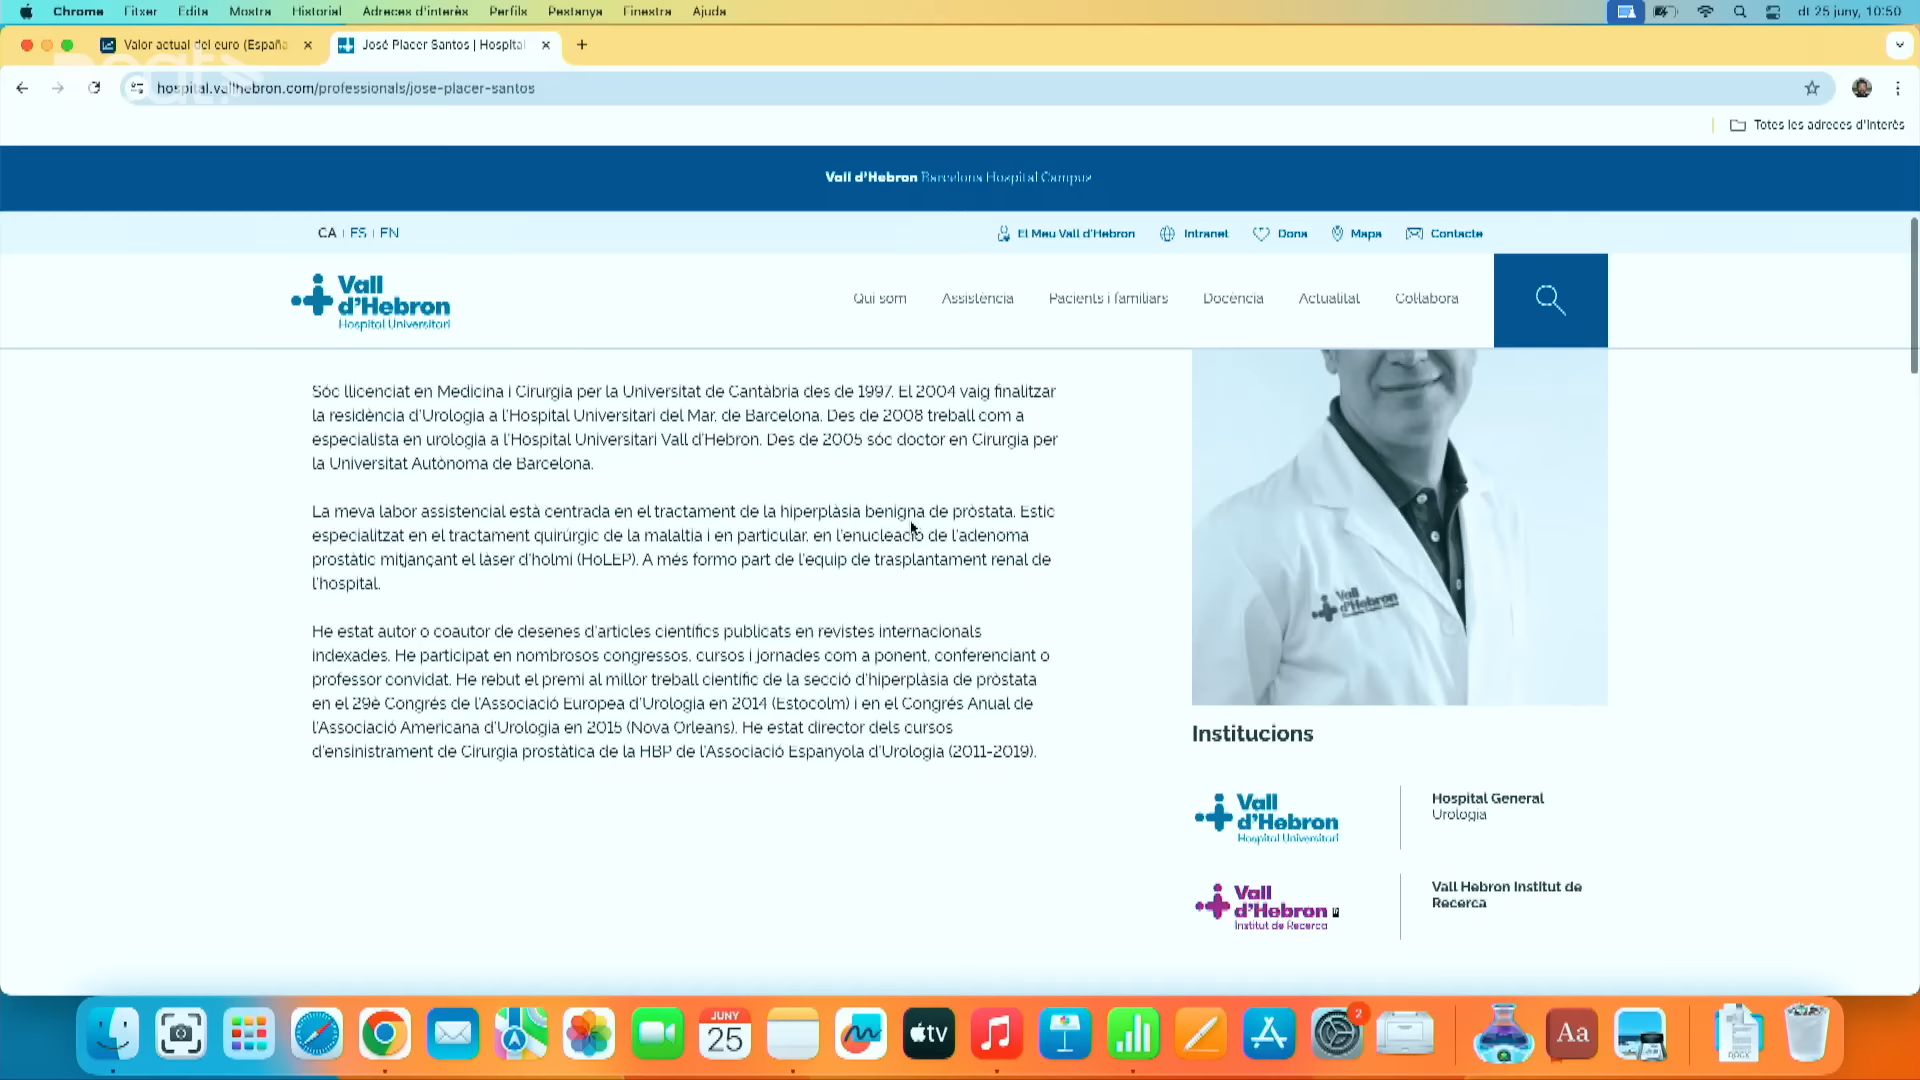 Chrome Fitxer Edita Mostra Historial Adreces d'interès Perfils Pestanya Finestra Ajuda
dt 25 juny, 10:50
Valor actual del euro (España
José Placer Santos | Hospital
hospital.vallhebron.com/professionals/jose-placer-santos
Totes les adreces d'interès
Vall d'Hebron Barcelona Hospital Campus
CA | ES | EN
El Meu Vall d'Hebron Intranet Dona Mapa Contacte
Vall
d'Hebron
Hospital Universitari
Qui som Assistència Pacients i familiars Docència Actualitat Col·labora
Sóc llicenciat en Medicina i Cirurgia per la Universitat de Cantàbria des de 1997. El 2004 vaig finalitzar
la residència d'Urologia a l'Hospital Universitari del Mar, de Barcelona. Des de 2008 treball com a
especialista en urologia a l'Hospital Universitari Vall d'Hebron. Des de 2005 sóc doctor en Cirurgia per
la Universitat Autònoma de Barcelona.
La meva labor assistencial està centrada en el tractament de la hiperplàsia benigna de pròstata. Estic
especialitzat en el tractament quirúrgic de la malaltia i en particular, en l'enucleació de l'adenoma
prostàtic mitjançant el làser d'holmi (HoLEP). A més formo part de l'equip de trasplantament renal de
l'hospital.
He estat autor o coautor de desenes d'articles científics publicats en revistes internacionals
indexades. He participat en nombrosos congressos, cursos i jornades com a ponent, conferenciant o
professor convidat. He rebut el premi al millor treball científic de la secció d'hiperplàsia de pròstata
en el 29è Congrés de l'Associació Europea d'Urologia en 2014 (Estocolm) i en el Congrés Anual de
l'Associació Americana d'Urologia en 2015 (Nova Orleans). He estat director dels cursos
d'ensinistrament de Cirurgia prostàtica de la HBP de l'Associació Espanyola d'Urologia (2011-2019).
Vall
d'Hebron
Institucions
Vall
d'Hebron
Hospital Universitari
Hospital General
Urologia
Vall
d'Hebron
Institut de Recerca
Vall Hebron Institut de
Recerca
JUNY
25
tv
2
Aa
DOCX